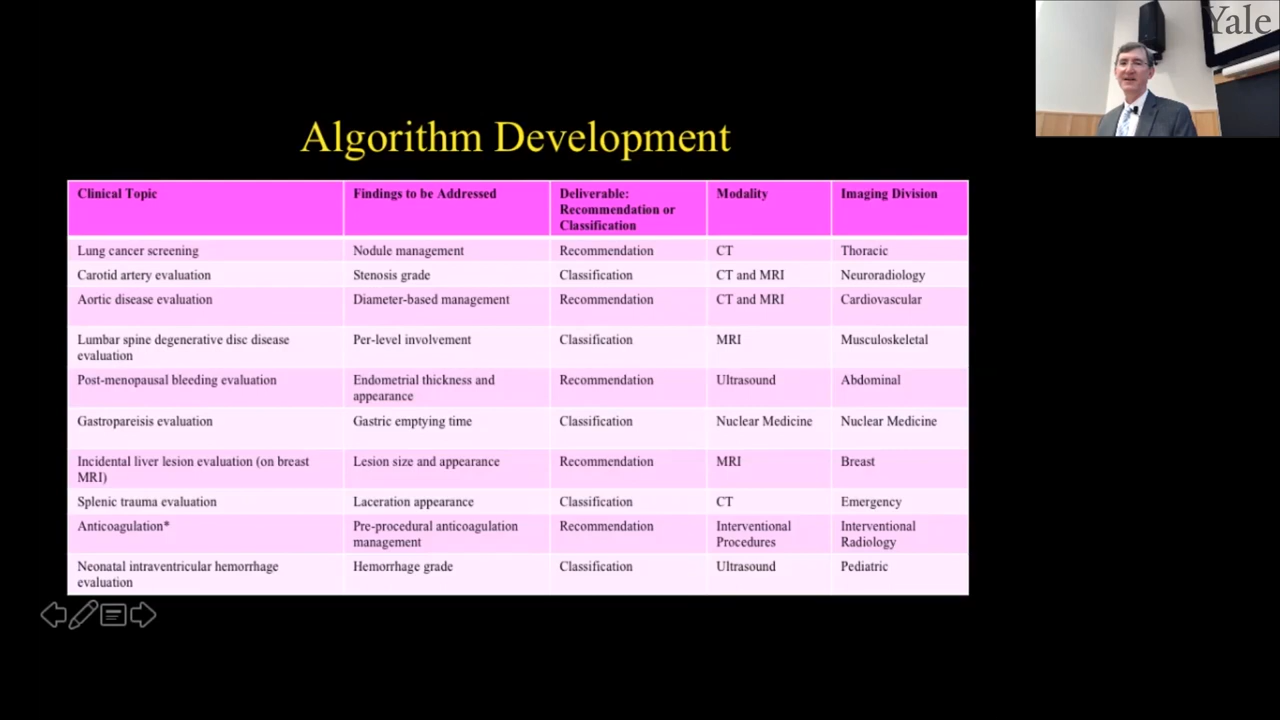 Yale
Algorithm Development
Clinical Topic
Findings to be Addressed
Deliverable:
Recommendation or
Classification
Modality
Imaging Division
Lung cancer screening
Nodule management
Recommendation
CT
Thoracic
Carotid artery evaluation
Stenosis grade
Classification
CT and MRI
Neuroradiology
Aortic disease evaluation
Diameter-based management
Recommendation
CT and MRI
Cardiovascular
Lumbar spine degenerative disc disease
evaluation
Per-level involvement
Classification
MRI
Musculoskeletal
Post-menopausal bleeding evaluation
Endometrial thickness and
appearance
Recommendation
Ultrasound
Abdominal
Gastropareisis evaluation
Gastric emptying time
Classification
Nuclear Medicine
Nuclear Medicine
Incidental liver lesion evaluation (on breast
MRI)
Lesion size and appearance
Recommendation
MRI
Breast
Splenic trauma evaluation
Laceration appearance
Classification
CT
Emergency
Anticoagulation*
Pre-procedural anticoagulation
management
Recommendation
Interventional
Procedures
Interventional
Radiology
Neonatal intraventricular hemorrhage
evaluation
Hemorrhage grade
Classification
Ultrasound
Pediatric